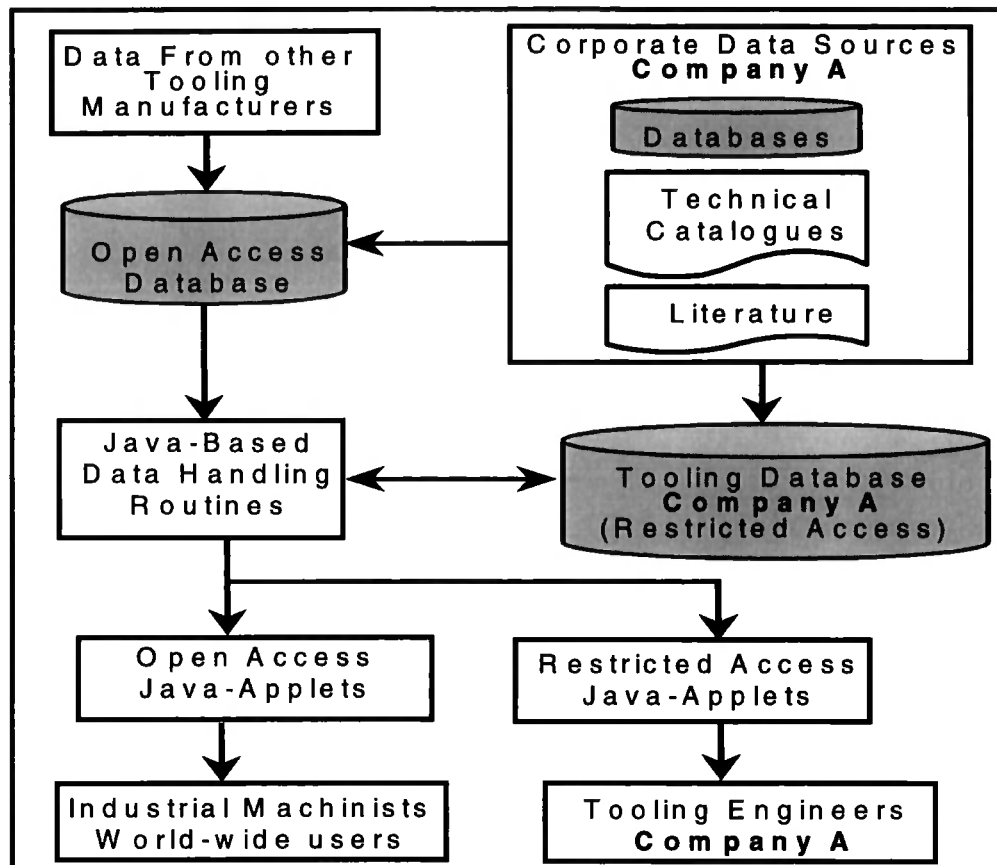 Data From other
Tooling
Manufacturers
Corporate Data Sources
Company A
Databases
Technical
Catalogues
Literature
Open Access
Database
Java-Based
Data Handling
Routines
Tooling Database
Company A
(Restricted Access)
Open Access
Java-Applets
Restricted Access
Java-Applets
Industrial Machinists
World-wide users
Tooling Engineers
Company A